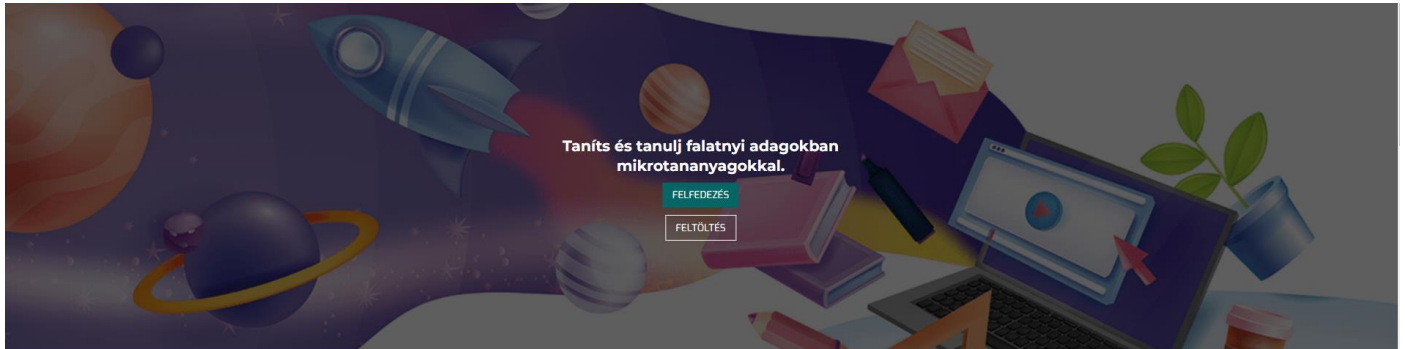 Taníts és tanulj falatnyi adagokban
mikrotananyagokkal.
FELFEDEZÉS
FELTÖLTÉS